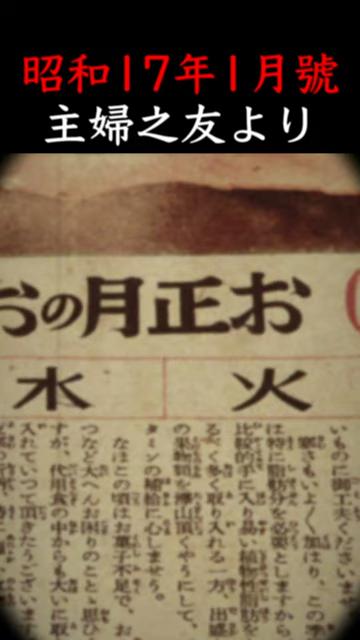 昭和17年1月號
主婦之友より
お正月のお
火
水
いものに御工夫くださいませ
寒さもいよいよ加はり、この
は特に脂肪分を必要としますか
比較的手に入り易い植物性脂肪を
るべく多く取り入れる一方、出盛
の果物類を澤山頂くやうにして、
タミンの補給に心しませう。
なほこの頃はお菓子不足で、お
つなど大へんお困りのことと思ひ
すが、代用食の中からも大いに取
入れていつて頂きたうございます